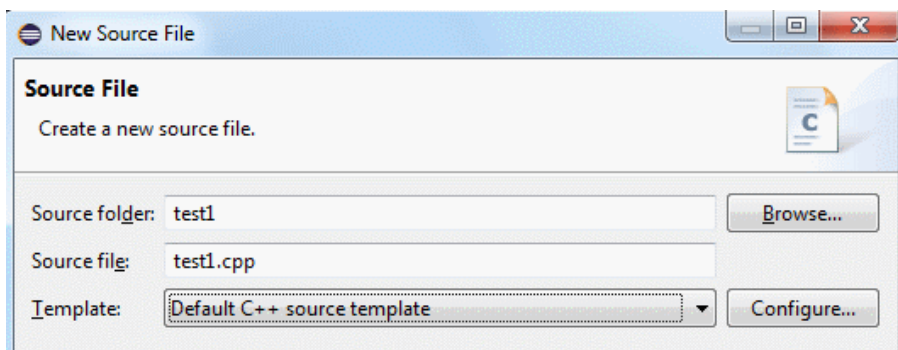 New Source File
Source File
Create a new source file.
C
Source folder: test1 Browse...
Source file: test1.cpp
Template: Default C++ source template Configure...